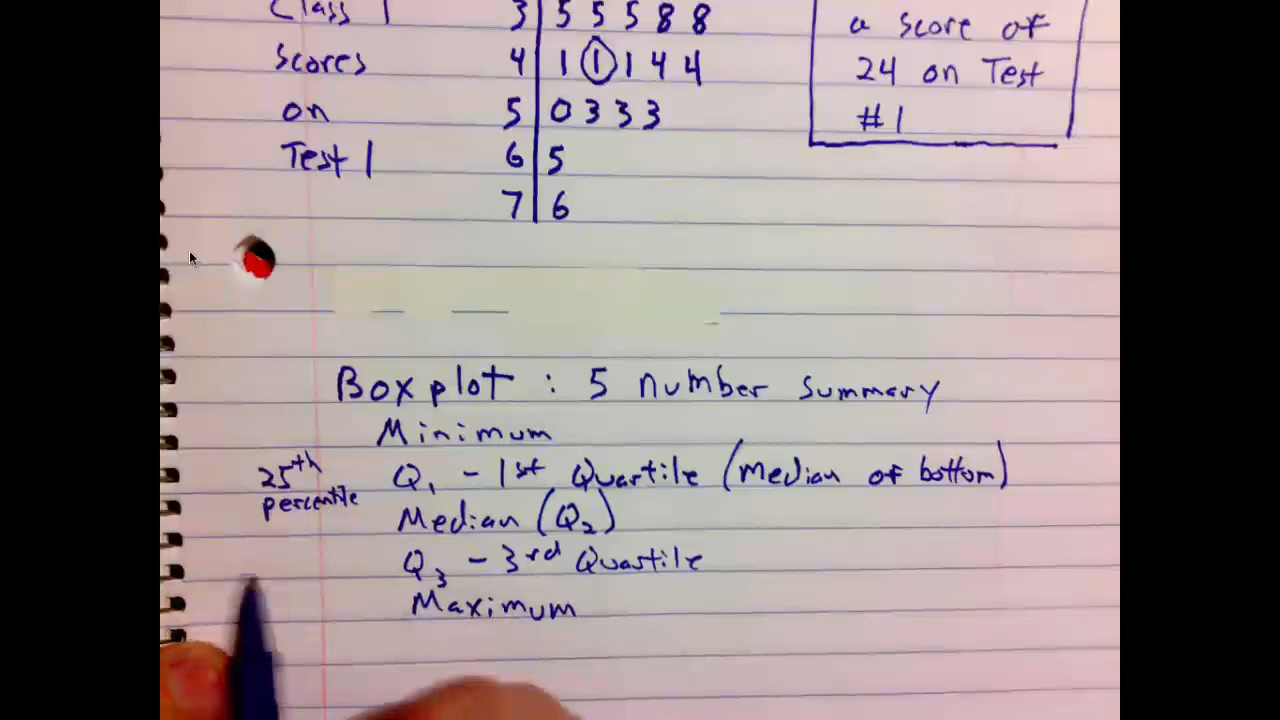 Class 1 3 | 5 5 5 8 8
a score of
Scores 4 | 1 1 1 4 4
24 on Test
on 5 | 0 3 3 3
#1
Test 1 6 | 5
7 | 6
Boxplot : 5 number summary
Minimum
25th percentile Q1 - 1st Quartile (Median of bottom)
Median (Q2)
Q3 - 3rd Quartile
Maximum